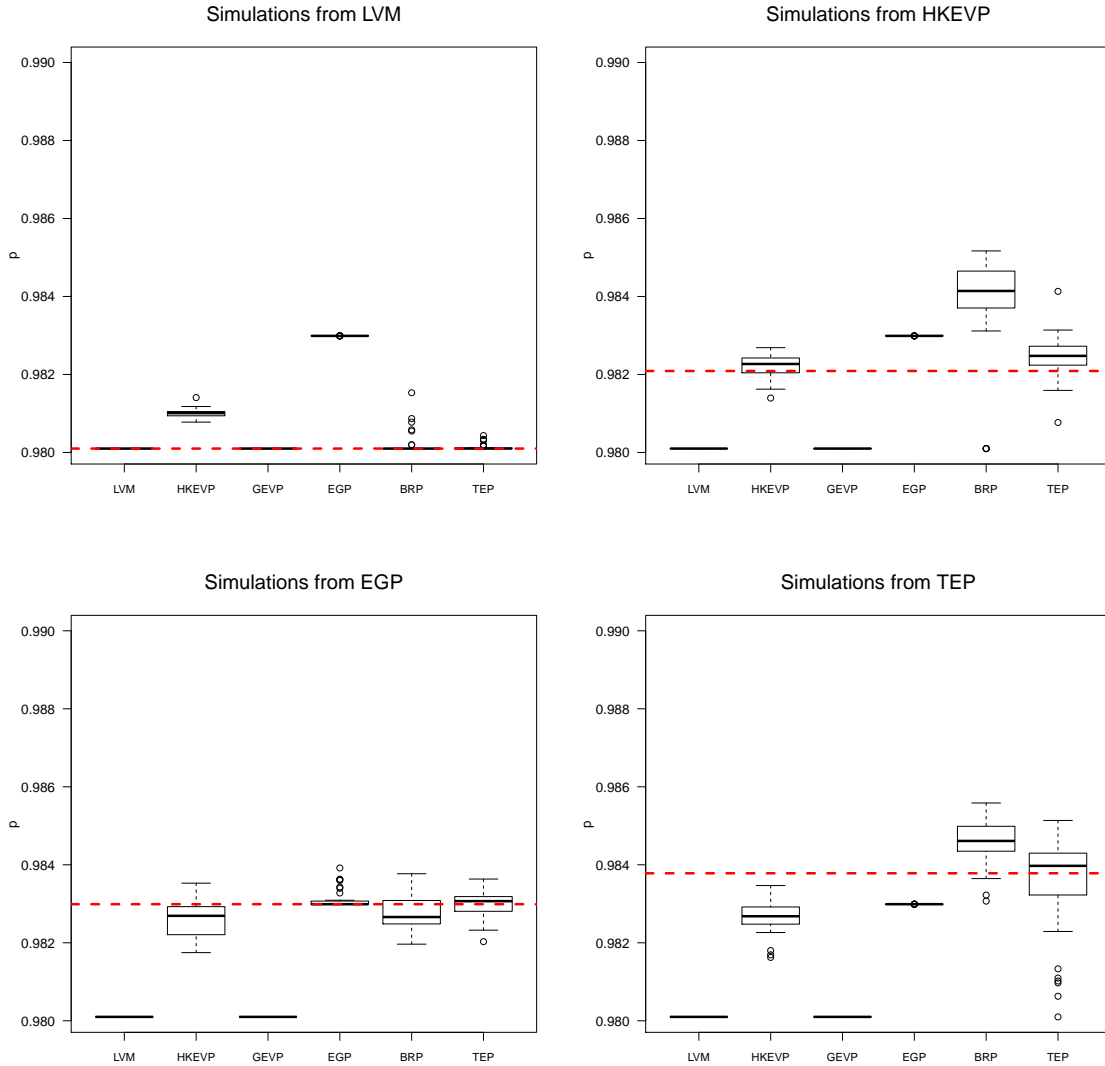 Simulations from LVM
0.990
0.988
0.986
0.984
0.982
0.980
p
LVM HKEVP GEVP EGP BRP TEP
Simulations from HKEVP
0.990
0.988
0.986
0.984
0.982
0.980
p
LVM HKEVP GEVP EGP BRP TEP
Simulations from EGP
0.990
0.988
0.986
0.984
0.982
0.980
p
LVM HKEVP GEVP EGP BRP TEP
Simulations from TEP
0.990
0.988
0.986
0.984
0.982
0.980
p
LVM HKEVP GEVP EGP BRP TEP